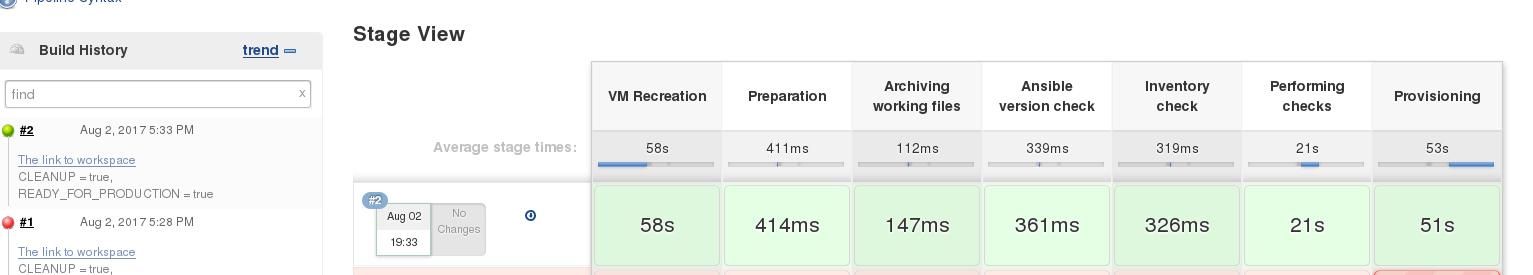 Pipeline Syntax
Stage View
Build History
trend
find
x
#2
Aug 2, 2017 5:33 PM
The link to workspace
CLEANUP = true,
READY_FOR_PRODUCTION = true
#1
Aug 2, 2017 5:28 PM
The link to workspace
CLEANUP = true,
VM Recreation
Preparation
Archiving
working files
Ansible
version check
Inventory
check
Performing
checks
Provisioning
Average stage times:
58s
411ms
112ms
339ms
319ms
21s
53s
#2
Aug 02
19:33
No
Changes
58s
414ms
147ms
361ms
326ms
21s
51s